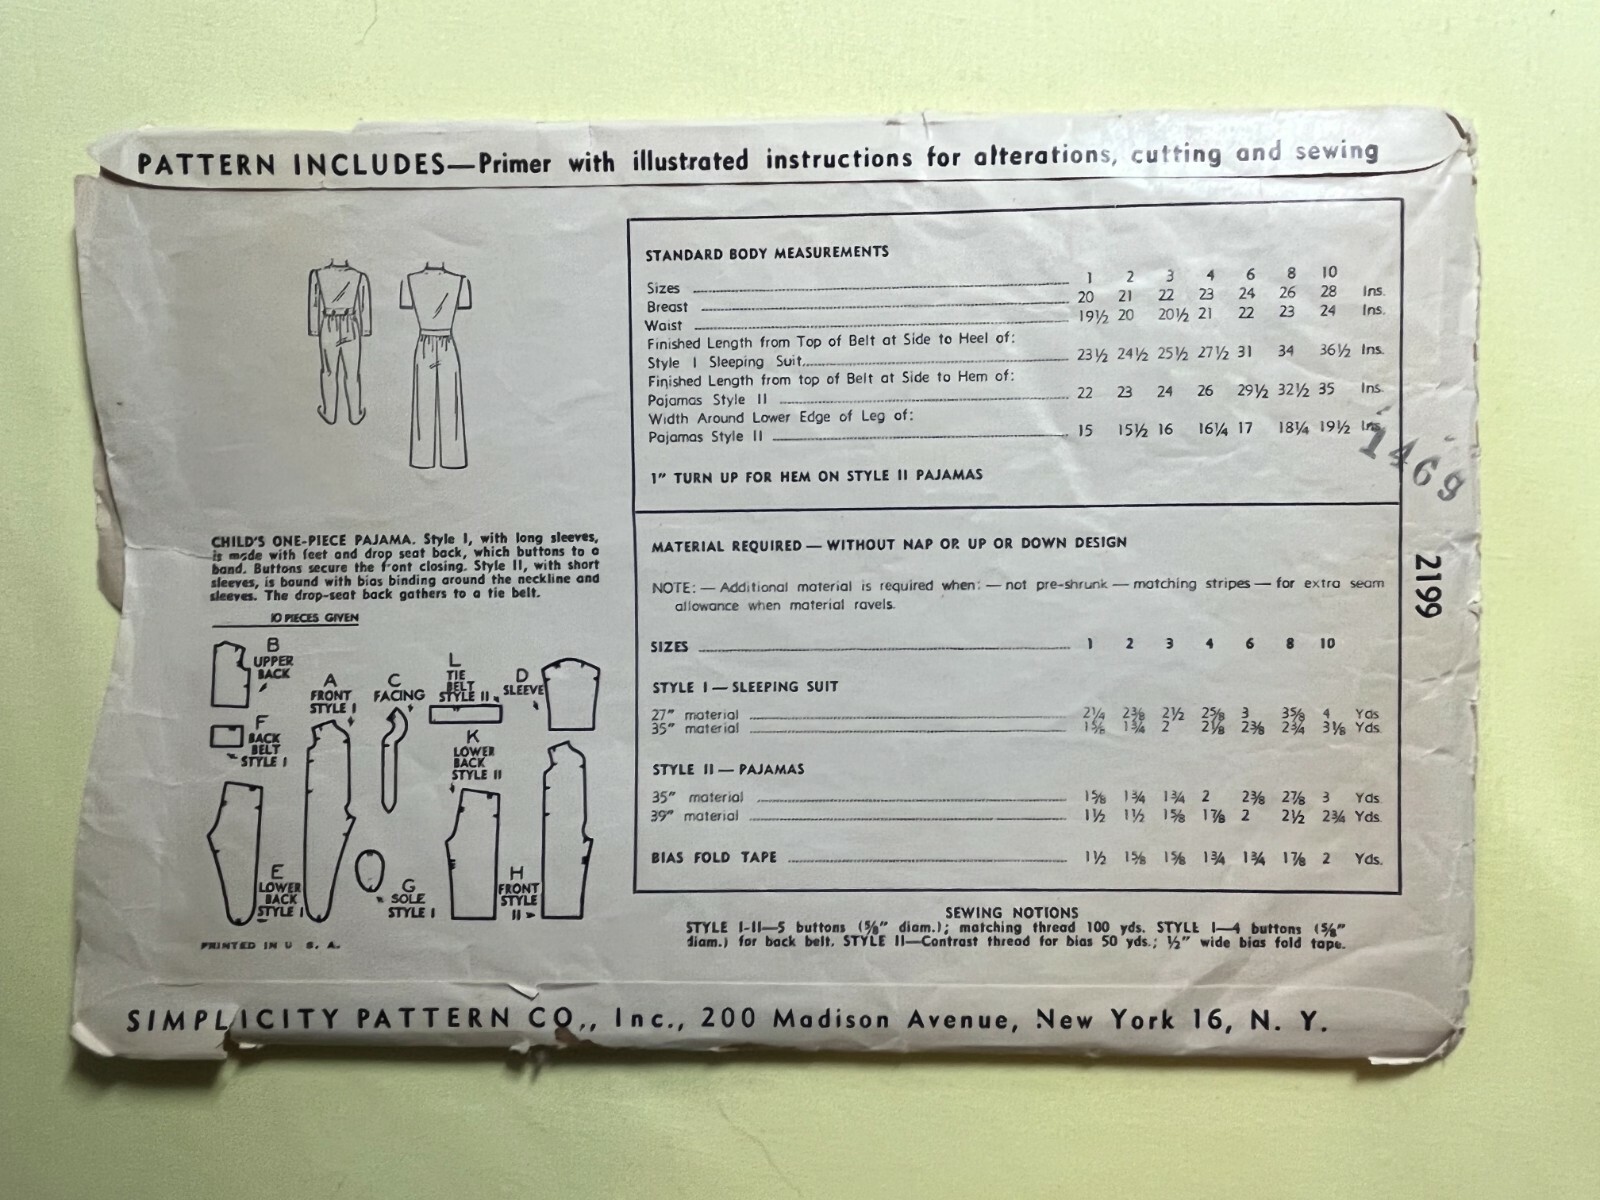 PATTERN INCLUDES—Primer with illustrated instructions for alterations, cutting and sewing
STANDARD BODY MEASUREMENTS
Sizes 1 2 3 4 6 8 10
Breast 20 21 22 23 24 26 28 Ins.
Waist 19½ 20 20½ 21 22 23 24 Ins.
Finished Length from Top of Belt at Side to Heel of:
Style I Sleeping Suit 23½ 24½ 25½ 27½ 31 34 36½ Ins.
Finished Length from top of Belt at Side to Hem of:
Pajamas Style II 22 23 24 26 29½ 32½ 35 Ins.
Width Around Lower Edge of Leg of:
Pajamas Style II 15 15½ 16 16¼ 17 18¼ 19½ Ins.
1469
1" TURN UP FOR HEM ON STYLE II PAJAMAS
2199
MATERIAL REQUIRED — WITHOUT NAP OR UP OR DOWN DESIGN
NOTE: — Additional material is required when: — not pre-shrunk — matching stripes — for extra seam
allowance when material ravels.
SIZES 1 2 3 4 6 8 10
STYLE I — SLEEPING SUIT
27" material 2¼ 2⅜ 2½ 2⅝ 3 3⅝ 4 Yds.
35" material 1⅝ 1¾ 2 2⅛ 2⅜ 2¾ 3⅛ Yds.
STYLE II — PAJAMAS
35" material 1⅝ 1¾ 1¾ 2 2⅜ 2⅞ 3 Yds.
39" material 1½ 1½ 1⅝ 1⅞ 2 2½ 2¾ Yds.
BIAS FOLD TAPE 1½ 1⅝ 1⅝ 1¾ 1¾ 1⅞ 2 Yds.
SEWING NOTIONS
STYLE I-II—5 buttons (⅝" diam.); matching thread 100 yds. STYLE I—4 buttons (⅝"
diam.) for back belt. STYLE II—Contrast thread for bias 50 yds.; ½" wide bias fold tape.
CHILD'S ONE-PIECE PAJAMA. Style I, with long sleeves,
is made with feet and drop seat back, which buttons to a
band. Buttons secure the front closing. Style II, with short
sleeves, is bound with bias binding around the neckline and
sleeves. The drop-seat back gathers to a tie belt.
10 PIECES GIVEN
B
UPPER
BACK
A
FRONT
STYLE I
C
FACING
L
TIE
BELT
STYLE II
D
SLEEVE
F
BACK
BELT
STYLE I
K
LOWER
BACK
STYLE II
E
LOWER
BACK
STYLE I
G
SOLE
STYLE I
H
FRONT
STYLE
II
PRINTED IN U. S. A.
SIMPLICITY PATTERN CO., Inc., 200 Madison Avenue, New York 16, N. Y.